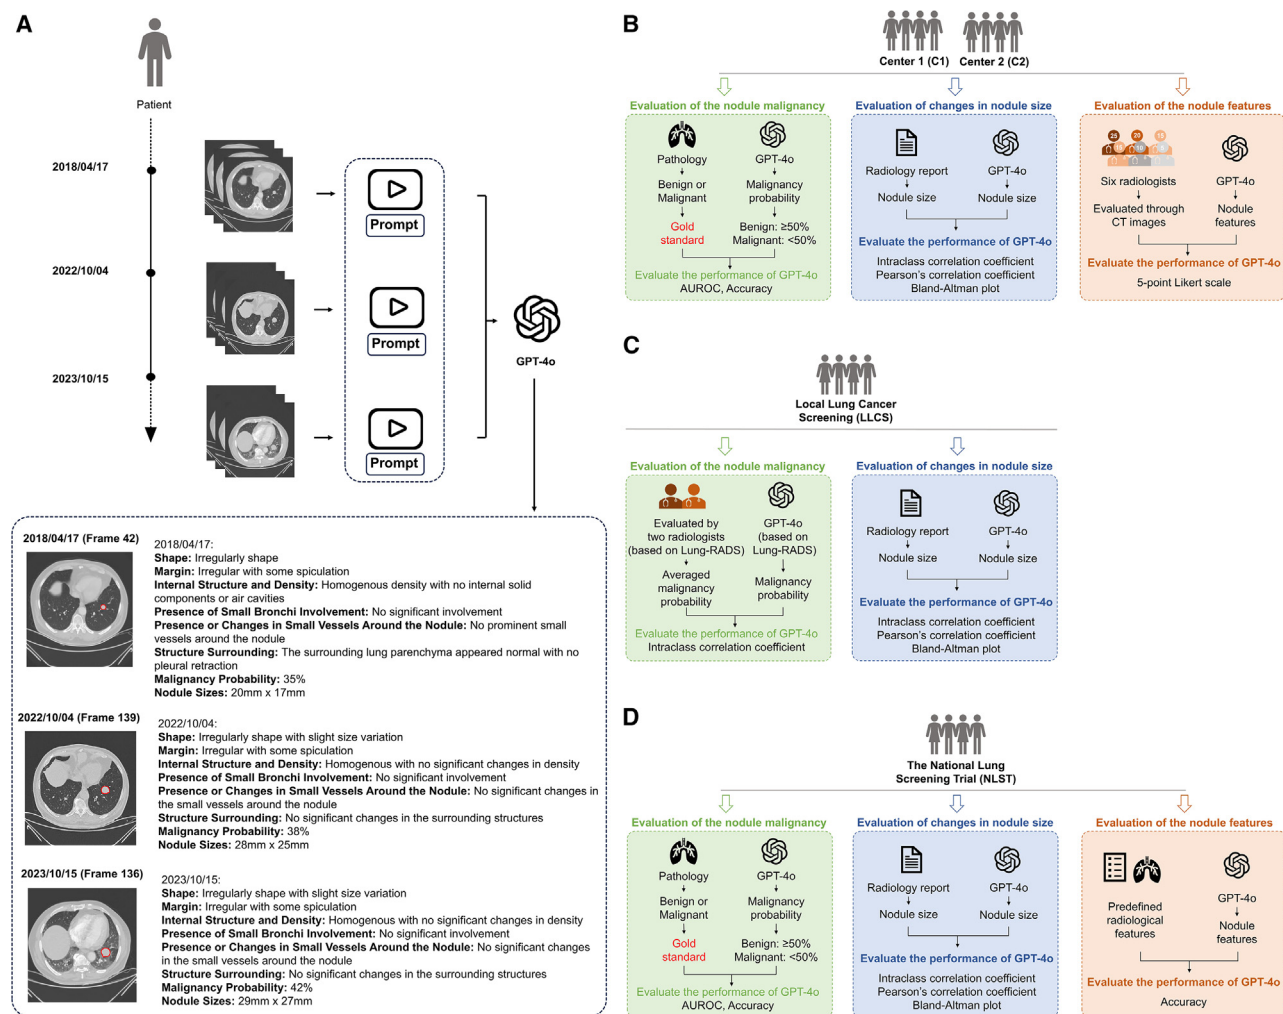 A
Patient
2018/04/17
2022/10/04
2023/10/15
Prompt
Prompt
Prompt
GPT-4o
2018/04/17 (Frame 42)
2018/04/17:
Shape: Irregularly shape
Margin: Irregular with some spiculation
Internal Structure and Density: Homogenous density with no internal solid
components or air cavities
Presence of Small Bronchi Involvement: No significant involvement
Presence or Changes in Small Vessels Around the Nodule: No prominent small
vessels around the nodule
Structure Surrounding: The surrounding lung parenchyma appeared normal with no
pleural retraction
Malignancy Probability: 35%
Nodule Sizes: 20mm x 17mm
2022/10/04 (Frame 139)
2022/10/04:
Shape: Irregularly shape with slight size variation
Margin: Irregular with some spiculation
Internal Structure and Density: Homogenous with no significant changes in density
Presence of Small Bronchi Involvement: No significant involvement
Presence or Changes in Small Vessels Around the Nodule: No significant changes in
the small vessels around the nodule
Structure Surrounding: No significant changes in the surrounding structures
Malignancy Probability: 38%
Nodule Sizes: 28mm x 25mm
2023/10/15 (Frame 136)
2023/10/15:
Shape: Irregularly shape with slight size variation
Margin: Irregular with some spiculation
Internal Structure and Density: Homogenous with no significant changes in density
Presence of Small Bronchi Involvement: No significant involvement
Presence or Changes in Small Vessels Around the Nodule: No significant changes
in the small vessels around the nodule
Structure Surrounding: No significant changes in the surrounding structures
Malignancy Probability: 42%
Nodule Sizes: 29mm x 27mm
B
Center 1 (C1)
Center 2 (C2)
Evaluation of the nodule malignancy
Pathology
Benign or
Malignant
Gold
standard
GPT-4o
Malignancy
probability
Benign: ≥50%
Malignant: <50%
Evaluate the performance of GPT-4o
AUROC, Accuracy
Evaluation of changes in nodule size
Radiology report
Nodule size
GPT-4o
Nodule size
Evaluate the performance of GPT-4o
Intraclass correlation coefficient
Pearson's correlation coefficient
Bland-Altman plot
Evaluation of the nodule features
25
20
15
10
Six radiologists
Evaluated through
CT images
GPT-4o
Nodule
features
Evaluate the performance of GPT-4o
5-point Likert scale
C
Local Lung Cancer
Screening (LLCS)
Evaluation of the nodule malignancy
Evaluated by
two radiologists
(based on Lung-RADS)
Averaged
malignancy
probability
GPT-4o
(based on
Lung-RADS)
Malignancy
probability
Evaluate the performance of GPT-4o
Intraclass correlation coefficient
Evaluation of changes in nodule size
Radiology report
Nodule size
GPT-4o
Nodule size
Evaluate the performance of GPT-4o
Intraclass correlation coefficient
Pearson's correlation coefficient
Bland-Altman plot
D
The National Lung
Screening Trial (NLST)
Evaluation of the nodule malignancy
Pathology
Benign or
Malignant
Gold
standard
GPT-4o
Malignancy
probability
Benign: ≥50%
Malignant: <50%
Evaluate the performance of GPT-4o
AUROC, Accuracy
Evaluation of changes in nodule size
Radiology report
Nodule size
GPT-4o
Nodule size
Evaluate the performance of GPT-4o
Intraclass correlation coefficient
Pearson's correlation coefficient
Bland-Altman plot
Evaluation of the nodule features
Predefined
radiological
features
GPT-4o
Nodule
features
Evaluate the performance of GPT-4o
Accuracy